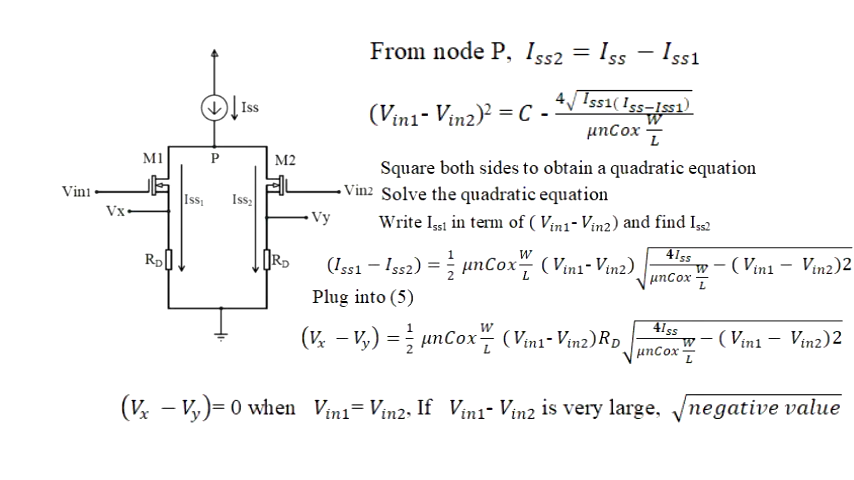 From node P, Iss2 = Iss − Iss1
(Vin1- Vin2)² = C - 4√Iss1( Iss−Iss1) / μnCox W/L
Square both sides to obtain a quadratic equation
Solve the quadratic equation
Write Iss1 in term of ( Vin1- Vin2) and find Iss2
(Iss1 − Iss2) = 1/2 μnCox W/L ( Vin1- Vin2) √4Iss / μnCox W/L − ( Vin1 − Vin2)2
Plug into (5)
(Vx − Vy) = 1/2 μnCox W/L (Vin1- Vin2) RD √4Iss / μnCox W/L − ( Vin1 − Vin2)2
(Vx − Vy)= 0 when Vin1= Vin2, If Vin1- Vin2 is very large, √negative value
Iss
M1 P M2
Vin1 Vin2
Iss1 Iss2
Vx Vy
RD RD